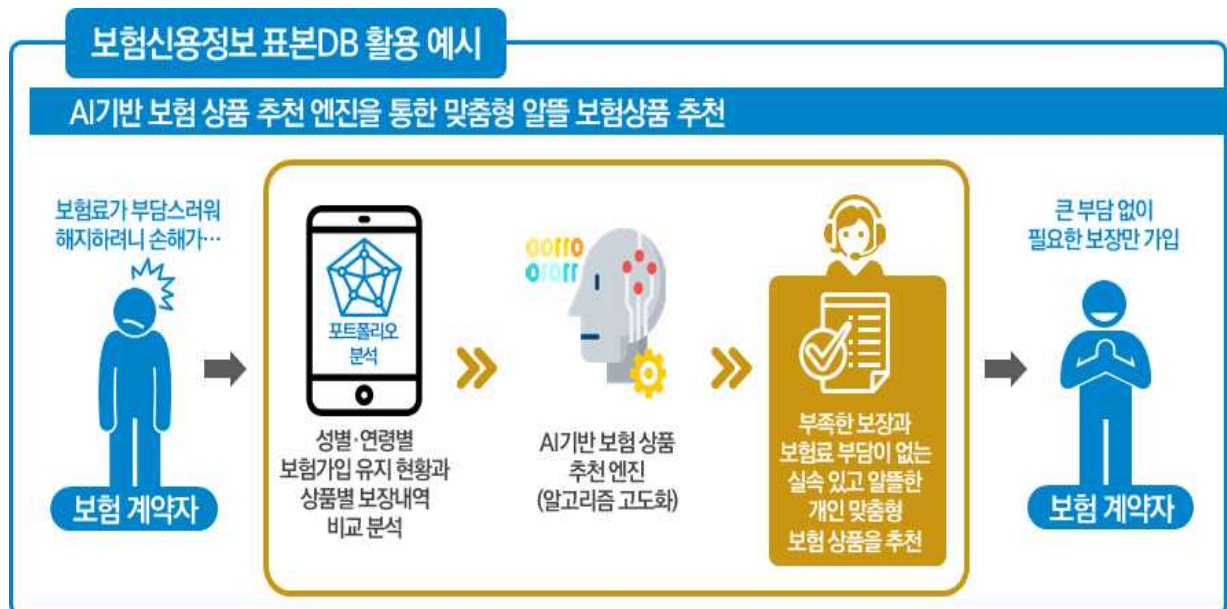 보험신용정보 표본DB 활용 예시
AI기반 보험 상품 추천 엔진을 통한 맞춤형 알뜰 보험상품 추천
보험료가 부담스러워
해지하려니 손해가…
보험 계약자
포트폴리오
분석
성별·연령별
보험가입 유지 현황과
상품별 보장내역
비교 분석
oorro
ororr
AI기반 보험 상품
추천 엔진
(알고리즘 고도화)
부족한 보장과
보험료 부담이 없는
실속 있고 알뜰한
개인 맞춤형
보험 상품을 추천
큰 부담 없이
필요한 보장만 가입
보험 계약자